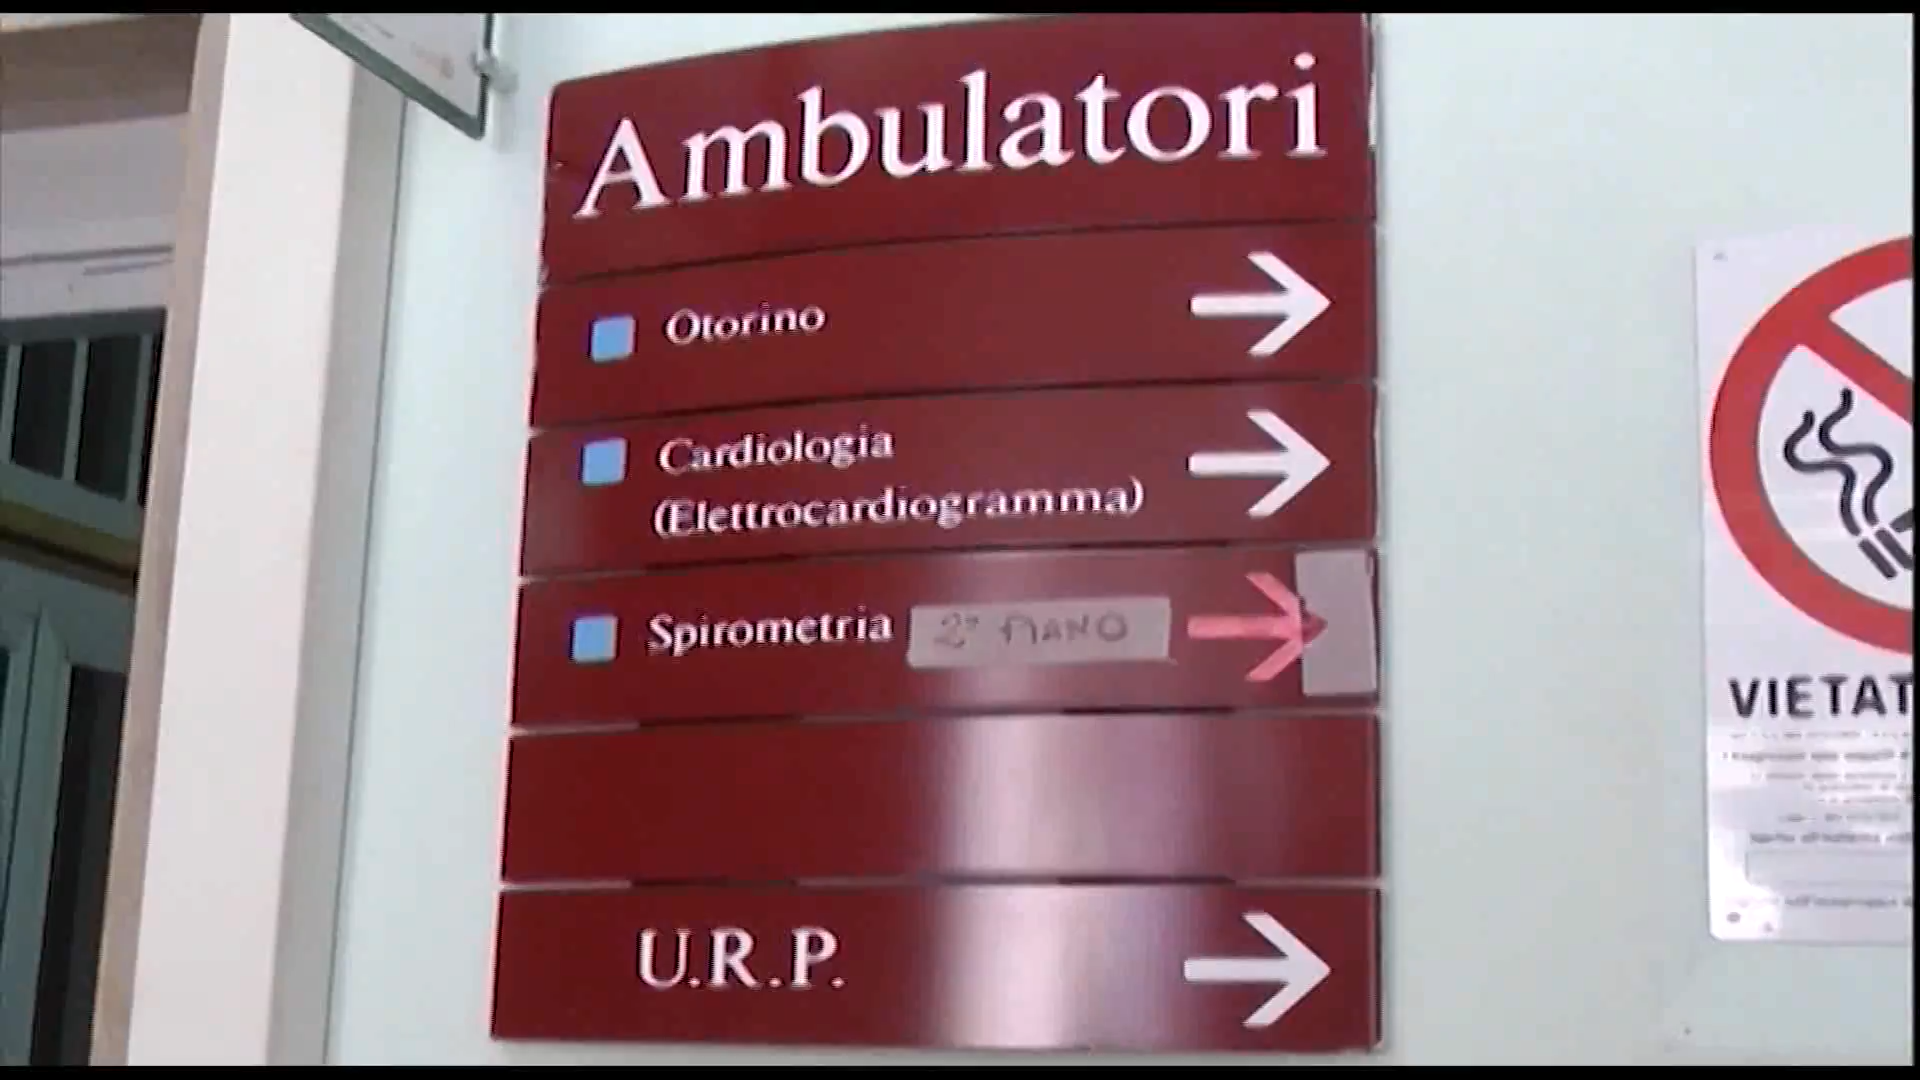 Ambulatori
Otorino
Cardiologia
(Elettrocardiogramma)
Spirometria 2° PIANO
U.R.P.
VIETAT